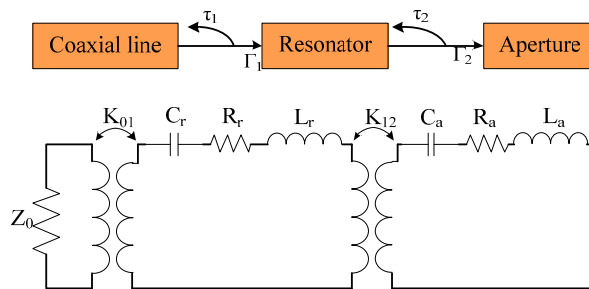 τ₁ τ₂
Coaxial line Resonator Aperture
Γ₁ Γ₂
K₀₁ Cᵣ Rᵣ Lᵣ K₁₂ Cₐ Rₐ Lₐ
Z₀